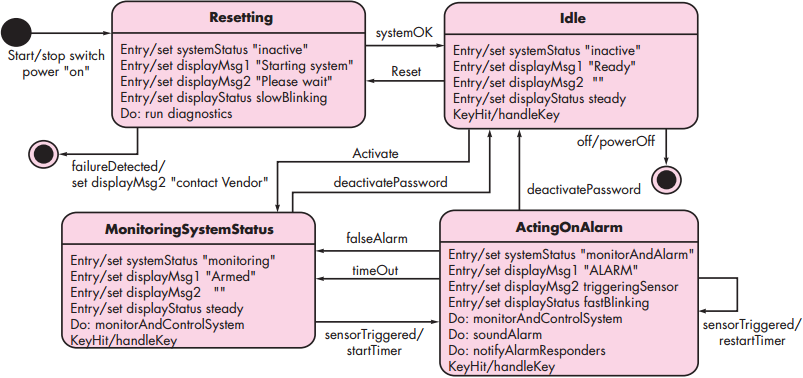 Resetting
Entry/set systemStatus "inactive"
Entry/set displayMsg1 "Starting system"
Entry/set displayMsg2 "Please wait"
Entry/set displayStatus slowBlinking
Do: run diagnostics
Start/stop switch
power "on"
systemOK
Reset
Idle
Entry/set systemStatus "inactive"
Entry/set displayMsg1 "Ready"
Entry/set displayMsg2 ""
Entry/set displayStatus steady
KeyHit/handleKey
failureDetected/
set displayMsg2 "contact Vendor"
Activate
deactivatePassword
off/powerOff
deactivatePassword
MonitoringSystemStatus
Entry/set systemStatus "monitoring"
Entry/set displayMsg1 "Armed"
Entry/set displayMsg2 ""
Entry/set displayStatus steady
Do: monitorAndControlSystem
KeyHit/handleKey
falseAlarm
timeOut
sensorTriggered/
startTimer
ActingOnAlarm
Entry/set systemStatus "monitorAndAlarm"
Entry/set displayMsg1 "ALARM"
Entry/set displayMsg2 triggeringSensor
Entry/set displayStatus fastBlinking
Do: monitorAndControlSystem
Do: soundAlarm
Do: notifyAlarmResponders
KeyHit/handleKey
sensorTriggered/
restartTimer